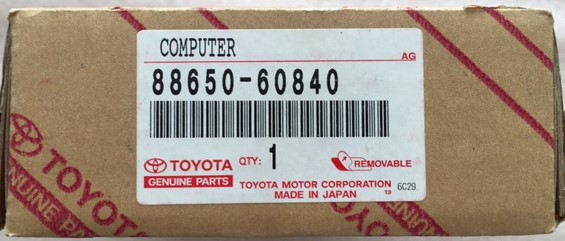 COMPUTER
AG
88650-60840
TOYOTA QTY: 1 REMOVABLE
GENUINE PARTS
TOYOTA MOTOR CORPORATION 13 6C29
MADE IN JAPAN
TOYOTA
GENUINE PARTS